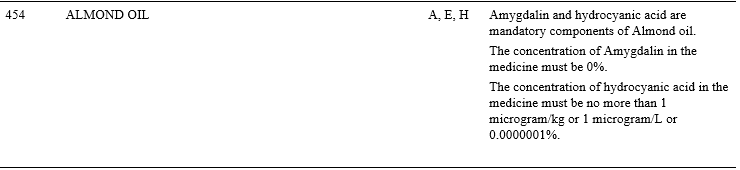 454 ALMOND OIL A, E, H Amygdalin and hydrocyanic acid are
mandatory components of Almond oil.
The concentration of Amygdalin in the
medicine must be 0%.
The concentration of hydrocyanic acid in the
medicine must be no more than 1
microgram/kg or 1 microgram/L or
0.0000001%.